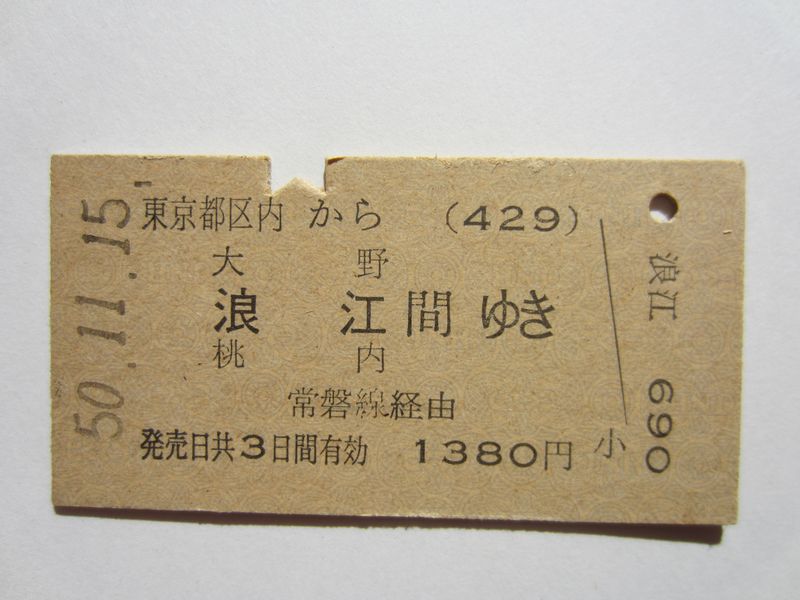 50.11.15
東京都区内から (429)
大野
浪江間ゆき
桃内
常磐線経由
発売日共3日間有効 1380円
小
浪江 690